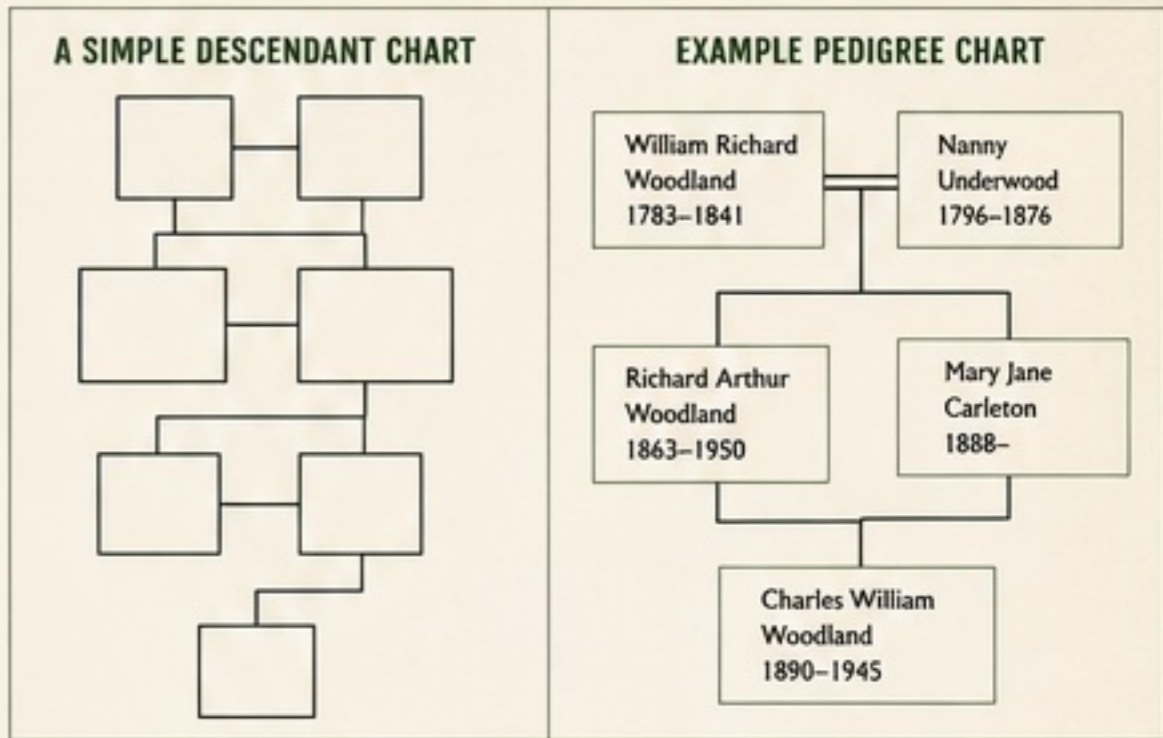 A SIMPLE DESCENDANT CHART
EXAMPLE PEDIGREE CHART
William Richard
Woodland
1783–1841
Nanny
Underwood
1796–1876
Richard Arthur
Woodland
1863–1950
Mary Jane
Carleton
1888–
Charles William
Woodland
1890–1945